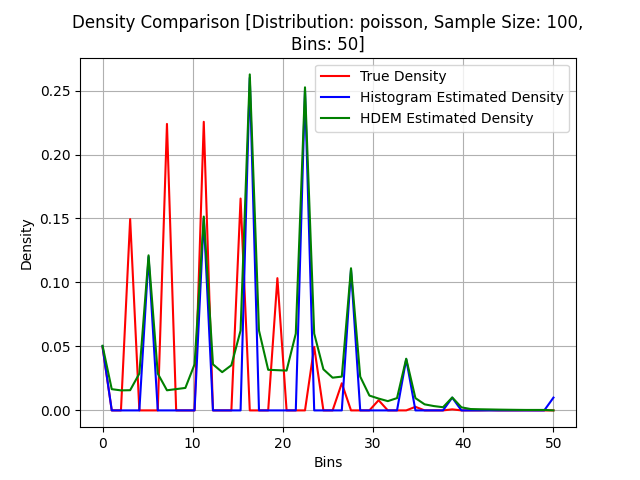 Density Comparison [Distribution: poisson, Sample Size: 100,
Bins: 50]
True Density
Histogram Estimated Density
HDEM Estimated Density
Density
0.25
0.20
0.15
0.10
0.05
0.00
0 10 20 30 40 50
Bins